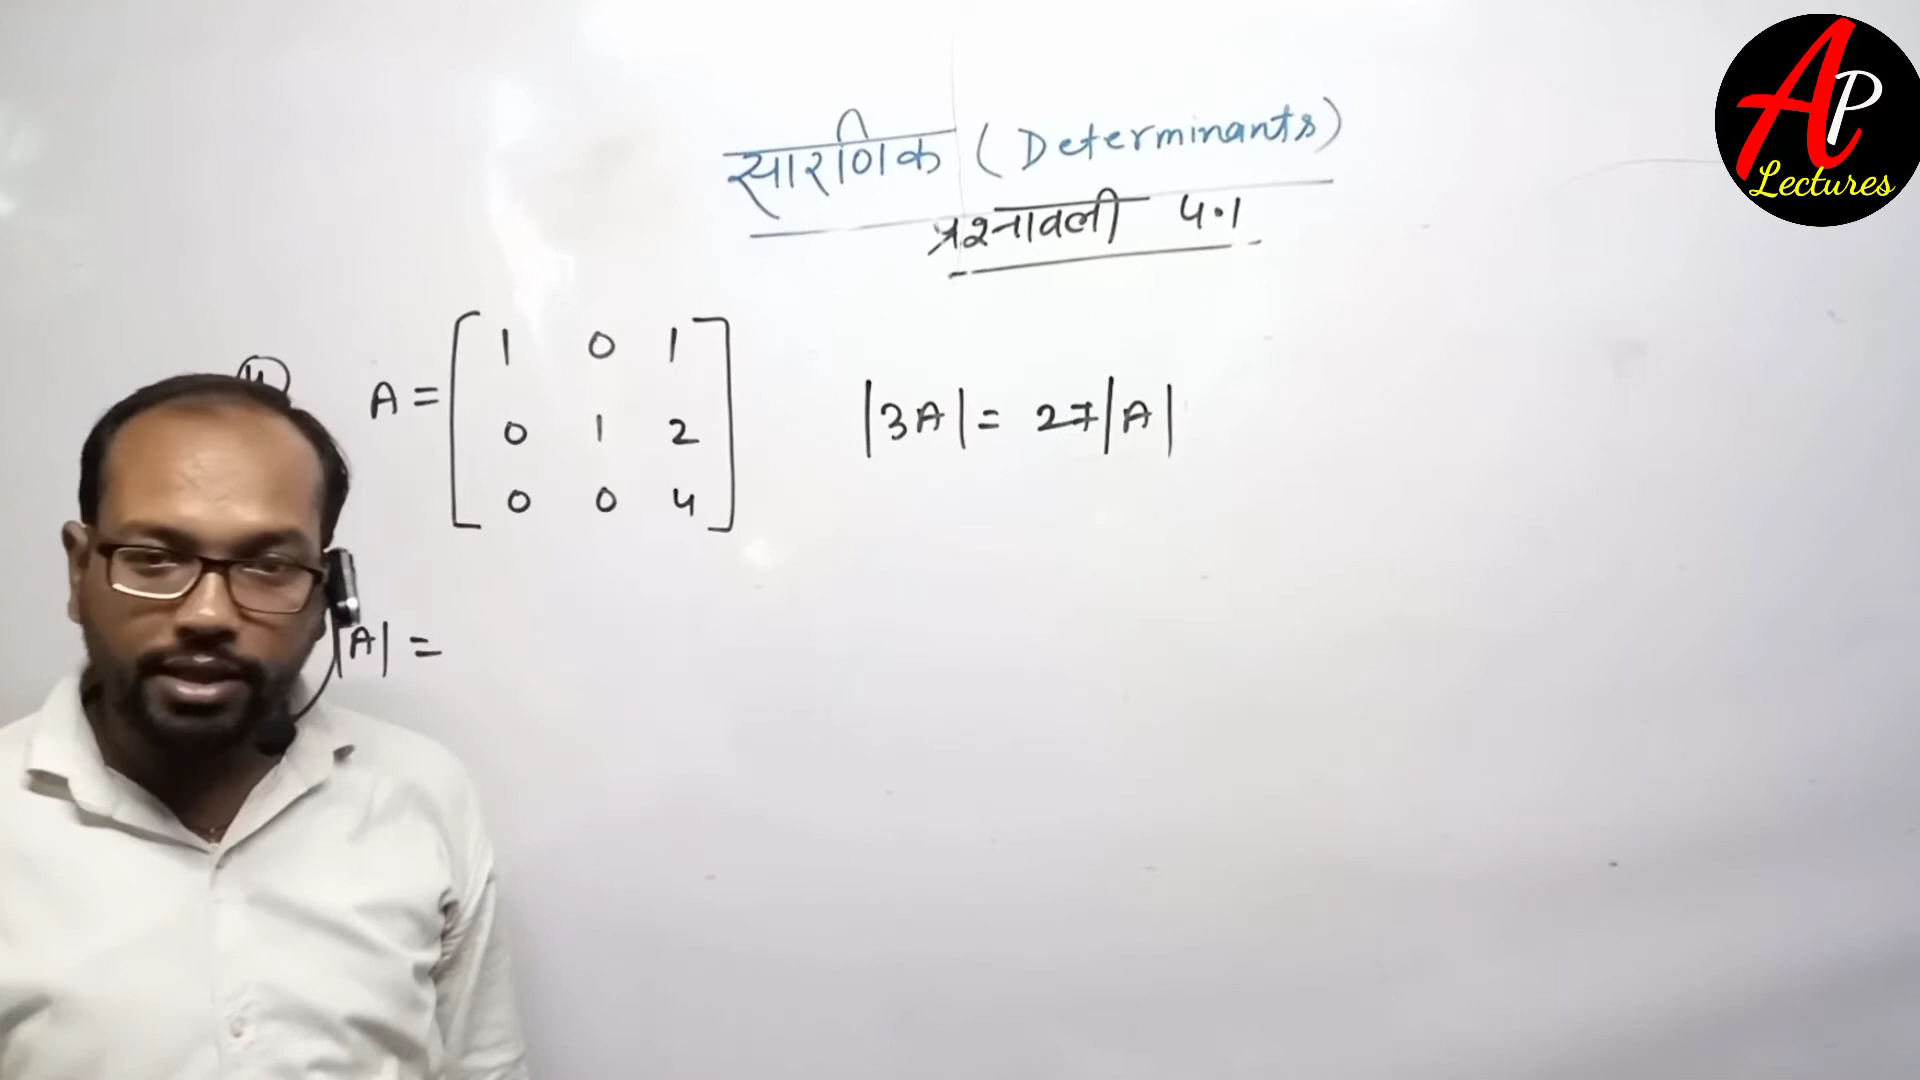 AP
Lectures
सारणिक (Determinants)
प्रश्नावली 4.1
A = [ 1 0 1
0 1 2
0 0 4 ]
|3A| = 27|A|
|A| =